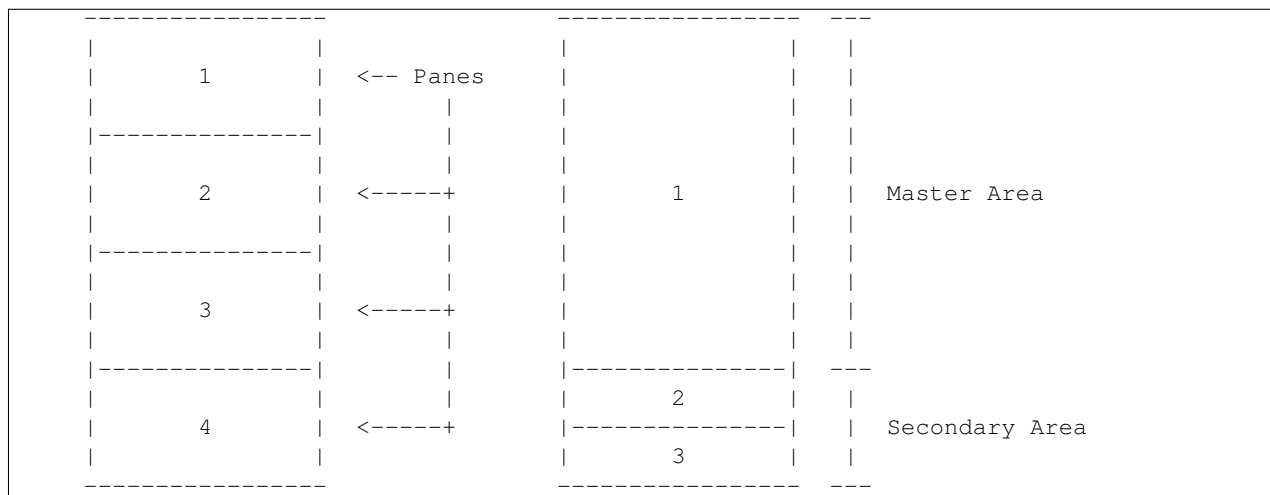 -----------------                -----------------  ---
|               |                |               |   |
|       1       |  <-- Panes     |               |   |
|               |         |      |               |   |
|---------------|         |      |               |   |
|               |         |      |               |   |
|       2       |  <-----+       |       1       |   |  Master Area
|               |         |      |               |   |
|---------------|         |      |               |   |
|               |         |      |               |   |
|       3       |  <-----+       |               |   |
|               |         |      |               |   |
|---------------|         |      |---------------|  ---
|               |         |      |       2       |   |
|       4       |  <-----+       |---------------|   |  Secondary Area
|               |                |       3       |   |
-----------------                -----------------  ---